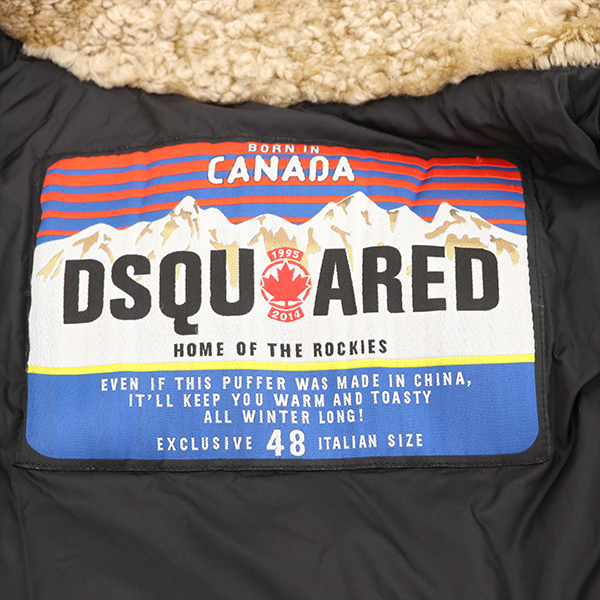 BORN IN
CANADA
1995
DSQU ARED
2014
HOME OF THE ROCKIES
EVEN IF THIS PUFFER WAS MADE IN CHINA,
IT'LL KEEP YOU WARM AND TOASTY
ALL WINTER LONG!
EXCLUSIVE 48 ITALIAN SIZE